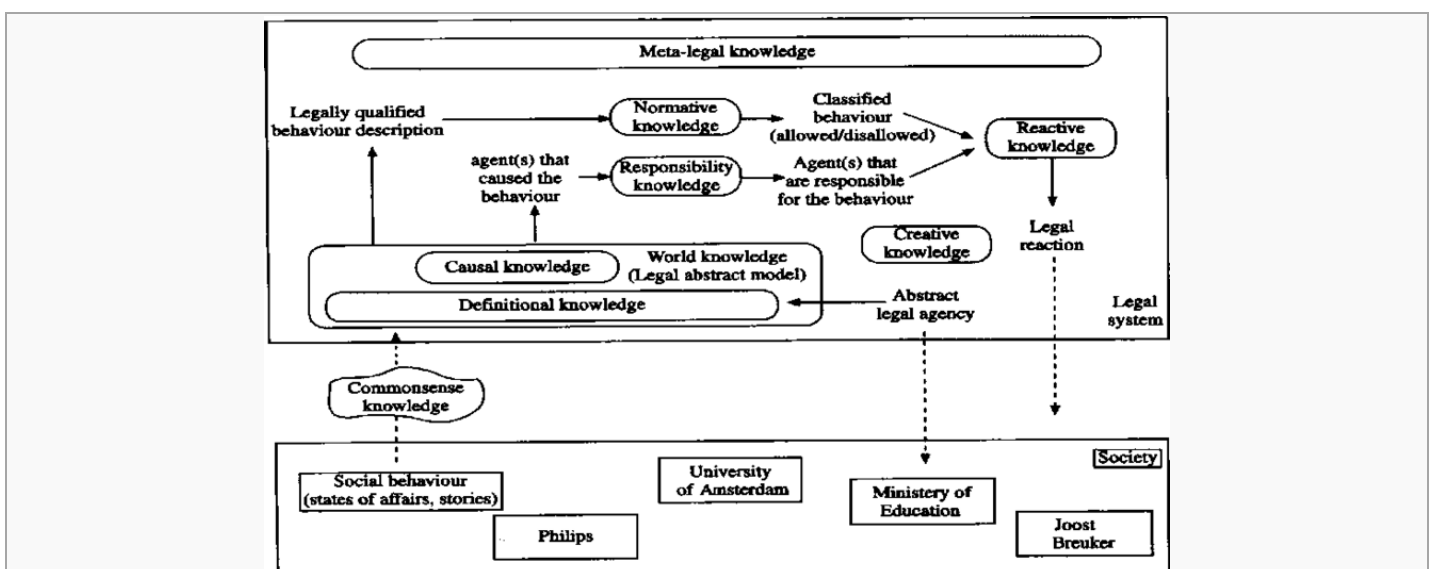 Meta-legal knowledge
Legally qualified
behaviour description
Normative
knowledge
Classified
behaviour
(allowed/disallowed)
Reactive
knowledge
agent(s) that
caused the
behaviour
Responsibility
knowledge
Agent(s) that
are responsible
for the behaviour
Creative
knowledge
Legal
reaction
Causal knowledge
World knowledge
(Legal abstract model)
Definitional knowledge
Abstract
legal agency
Legal
system
Commonsense
knowledge
Society
Social behaviour
(states of affairs, stories)
University
of Amsterdam
Ministery of
Education
Philips
Joost
Breuker